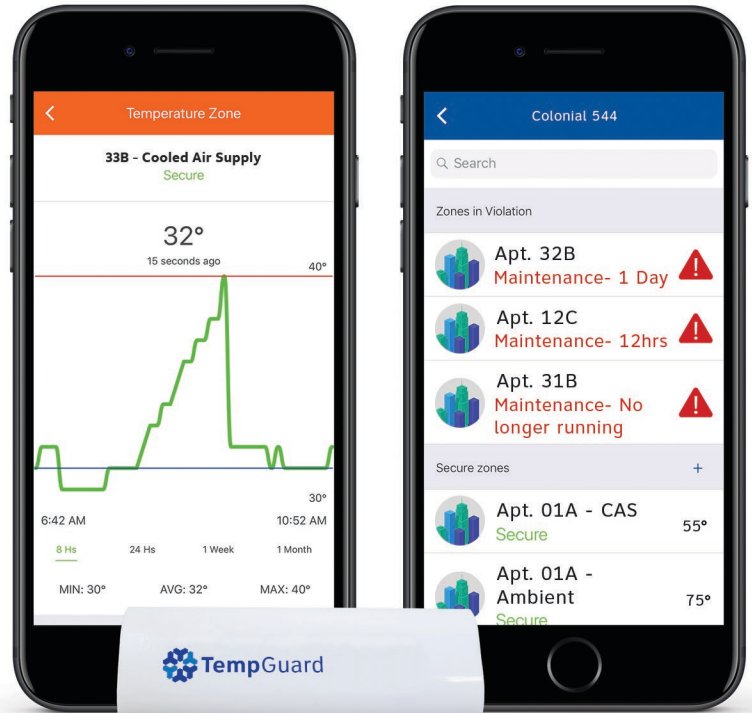 Temperature Zone
33B - Cooled Air Supply
Secure
32°
15 seconds ago
40°
30°
6:42 AM 10:52 AM
8 Hs 24 Hs 1 Week 1 Month
MIN: 30° AVG: 32° MAX: 40°
TempGuard
Colonial 544
Search
Zones in Violation
Apt. 32B
Maintenance- 1 Day
Apt. 12C
Maintenance- 12hrs
Apt. 31B
Maintenance- No
longer running
Secure zones +
Apt. 01A - CAS
Secure
55°
Apt. 01A -
Ambient
Secure
75°